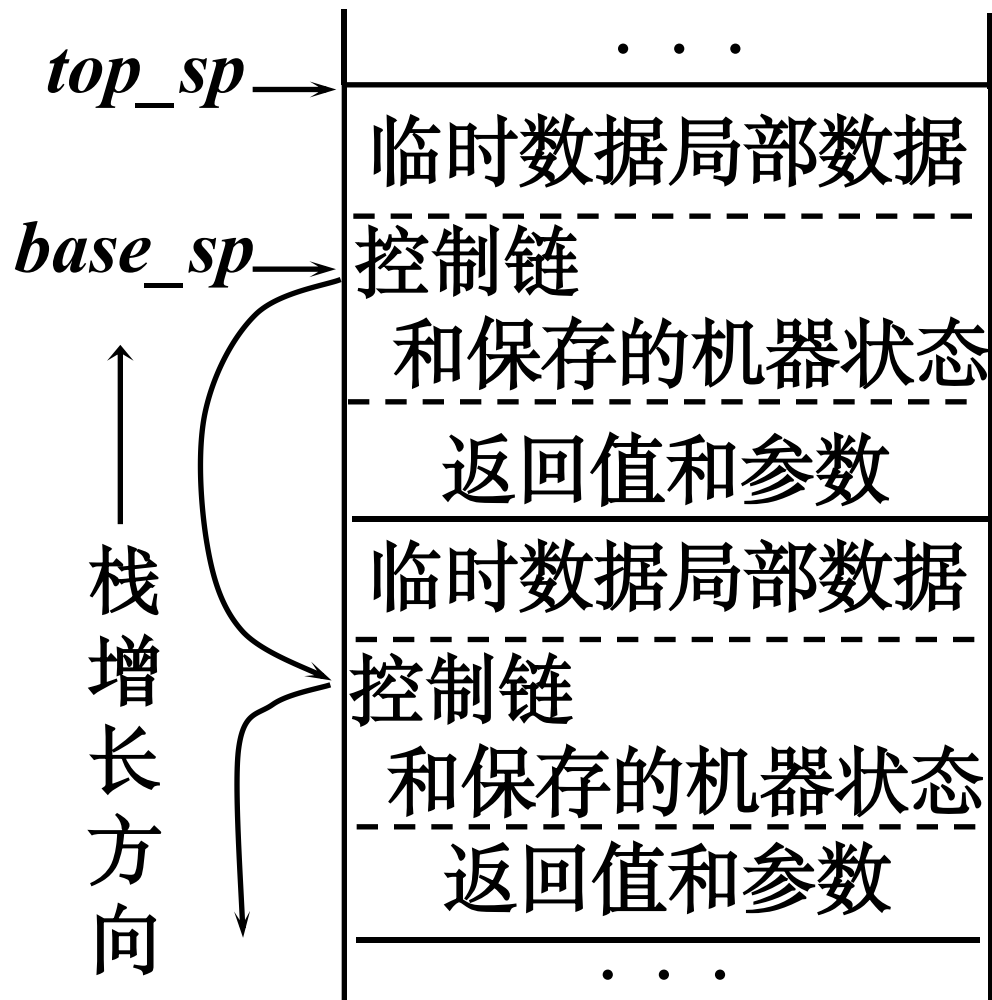 · · ·
top_sp
临时数据局部数据
base_sp
控制链
和保存的机器状态
返回值和参数
临时数据局部数据
控制链
和保存的机器状态
返回值和参数
· · ·
栈增长方向